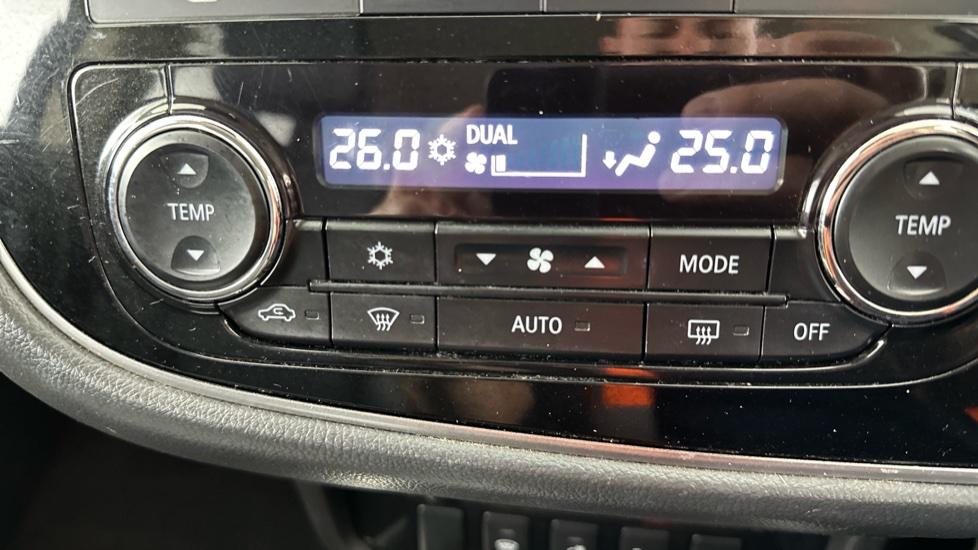 DUAL
26.0 25.0
TEMP TEMP
MODE
AUTO OFF